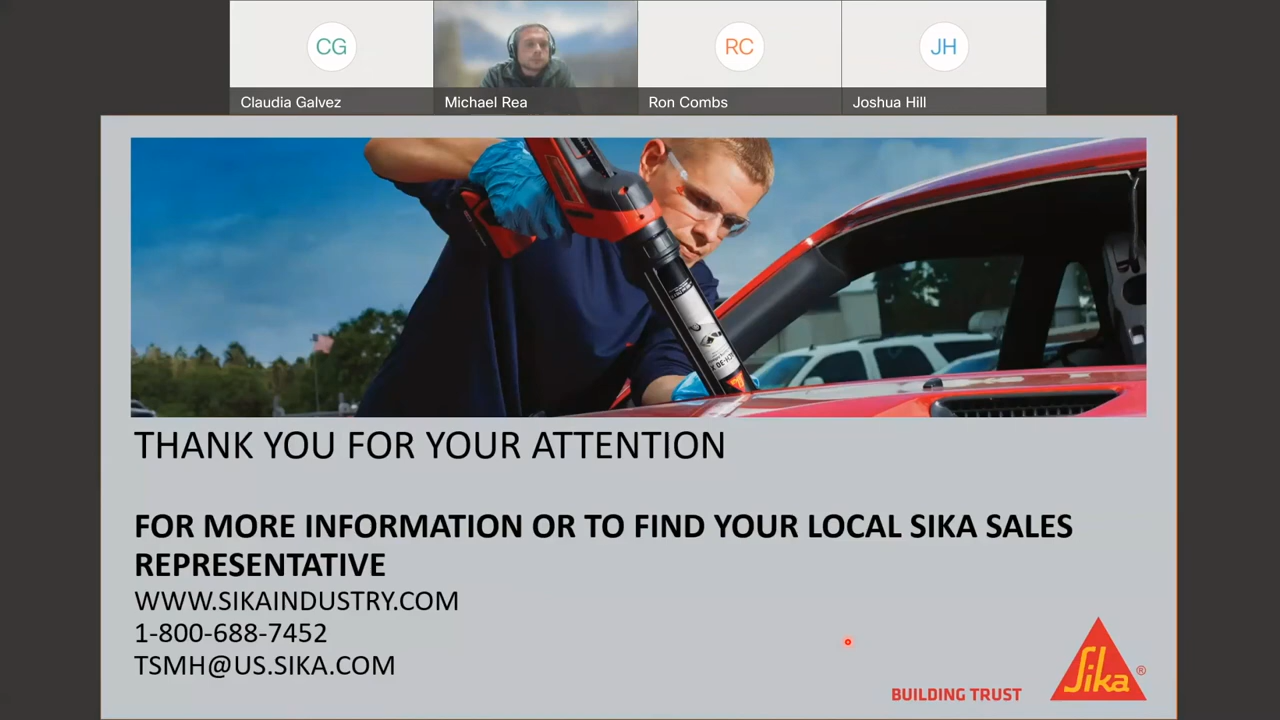 CG
RC
JH
Claudia Galvez
Michael Rea
Ron Combs
Joshua Hill
THANK YOU FOR YOUR ATTENTION
FOR MORE INFORMATION OR TO FIND YOUR LOCAL SIKA SALES
REPRESENTATIVE
WWW.SIKAINDUSTRY.COM
1-800-688-7452
TSMH@US.SIKA.COM
BUILDING TRUST
Sika®